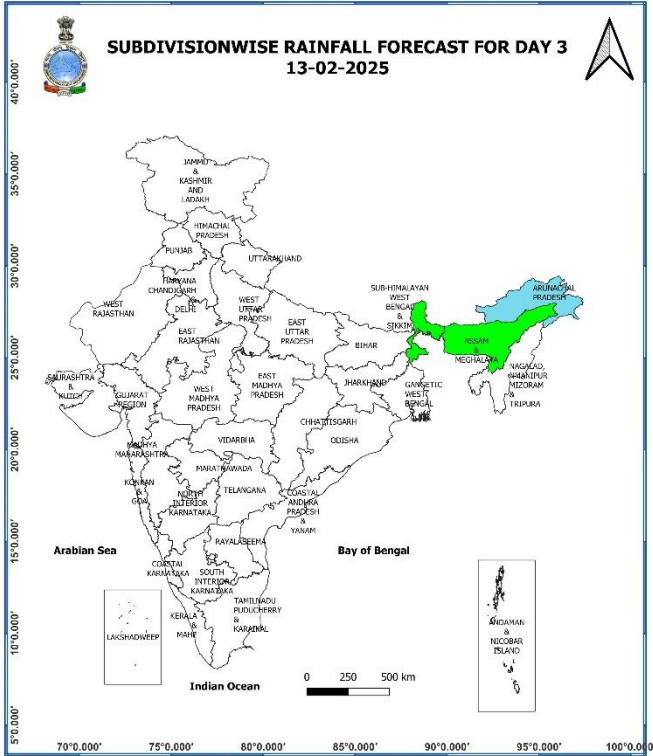 SUBDIVISIONWISE RAINFALL FORECAST FOR DAY 3
13-02-2025
40°0.000'
35°0.000'
30°0.000'
25°0.000'
20°0.000'
15°0.000'
10°0.000'
5°0.000'
JAMMU
&
KASHMIR
AND
LADAKH
HIMACHAL
PRADESH
PUNJAB
UTTARAKHAND
HARYANA
CHANDIGARH
&
DELHI
WEST
RAJASTHAN
WEST
UTTAR
PRADESH
EAST
RAJASTHAN
EAST
UTTAR
PRADESH
SUB-HIMALAYAN
WEST
BENGAL
&
SIKKIM
ARUNACHAL
PRADESH
BIHAR
ASSAM
&
MEGHALAYA
NAGALAD,
MANIPUR
MIZORAM
&
TRIPURA
SAURASHTRA
&
KUTCH
GUJARAT
REGION
WEST
MADHYA
PRADESH
EAST
MADHYA
PRADESH
JHARKHAND
GANGETIC
WEST
BENGAL
CHHATTISGARH
ODISHA
VIDARBHA
MADHYA
MAHARASHTRA
MARATHAWADA
KONKAN
&
GOA
NORTH
INTERIOR
KARNATAKA
TELANGANA
COASTAL
ANDHRA
PRADESH
&
YANAM
RAYALASEEMA
Arabian Sea
Bay of Bengal
COASTAL
KARNATAKA
SOUTH
INTERIOR
KARNATAKA
TAMILNADU
PUDUCHERRY
&
KARAIKAL
KERALA
&
MAHE
LAKSHADWEEP
ANDAMAN
&
NICOBAR
ISLAND
Indian Ocean
0 250 500 km
70°0.000' 75°0.000' 80°0.000' 85°0.000' 90°0.000' 95°0.000' 100°0.000'